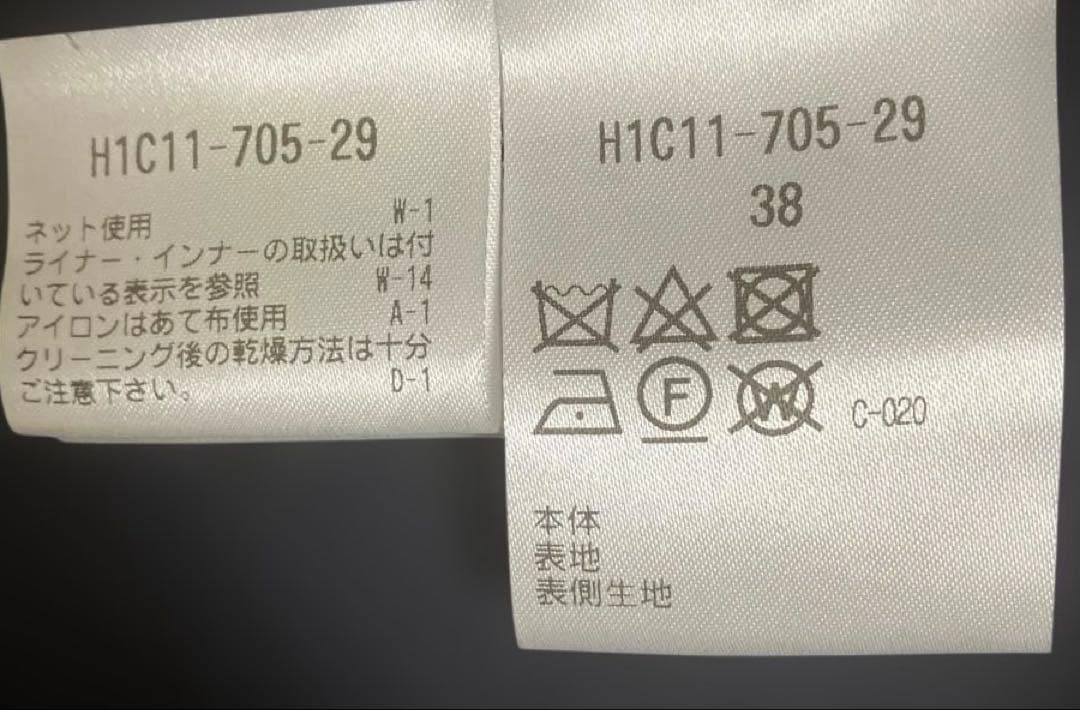 H1C11-705-29
ネット使用 W-1
ライナー・インナーの取扱いは付
いている表示を参照 W-14
アイロンはあて布使用 A-1
クリーニング後の乾燥方法は十分
ご注意下さい。 D-1
H1C11-705-29
38
F W C-020
本体
表地
表側生地